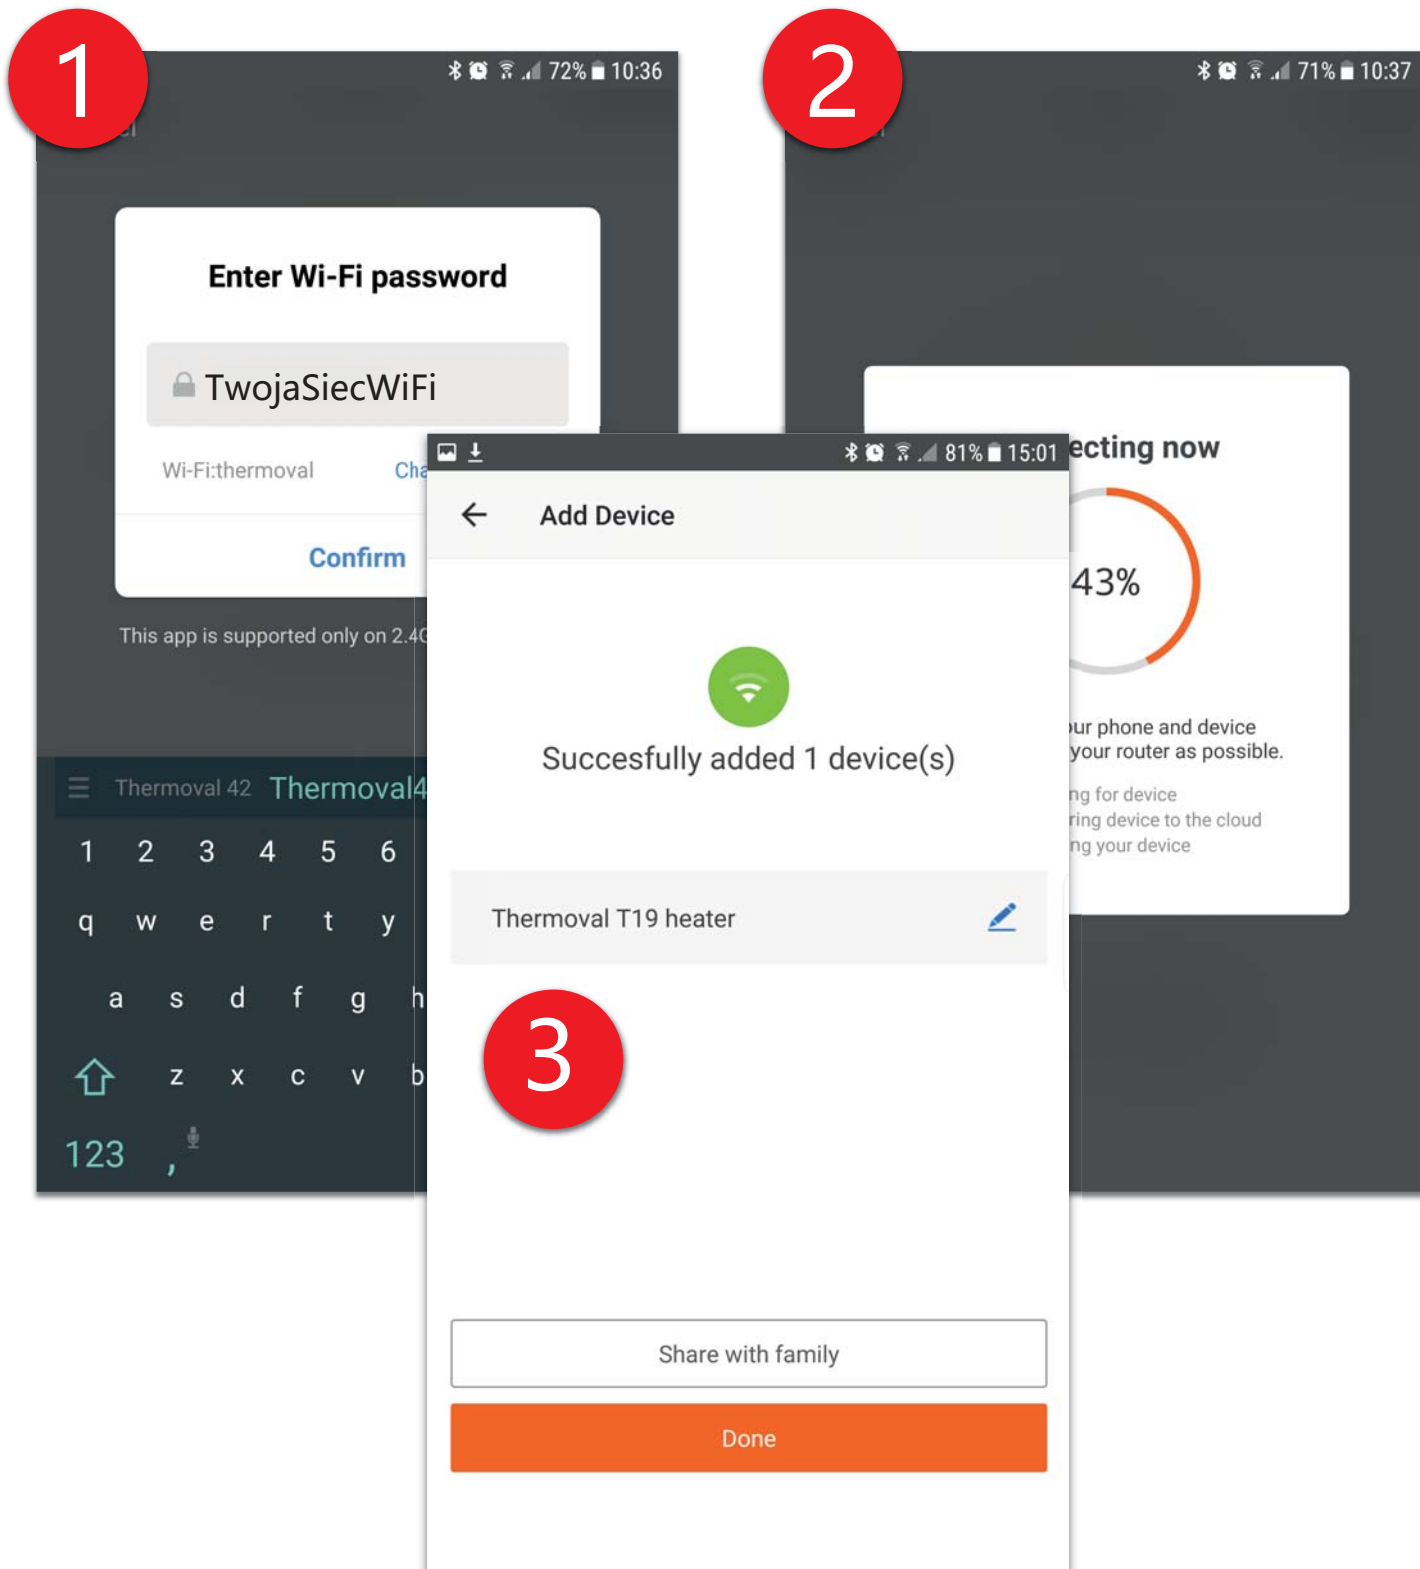 1
72% 10:36
Enter Wi-Fi password
TwojaSiecWiFi
Wi-Fi:thermoval
Confirm
This app is supported only on
Thermoval 42 Thermoval4
1 2 3 4 5 6
q w e r t y
a s d f g h
z x c v b
123 ,
2
71% 10:37
ecting now
43%
ur phone and device
your router as possible.
ng for device
ring device to the cloud
ng your device
81% 15:01
Add Device
Succesfully added 1 device(s)
Thermoval T19 heater
3
Share with family
Done